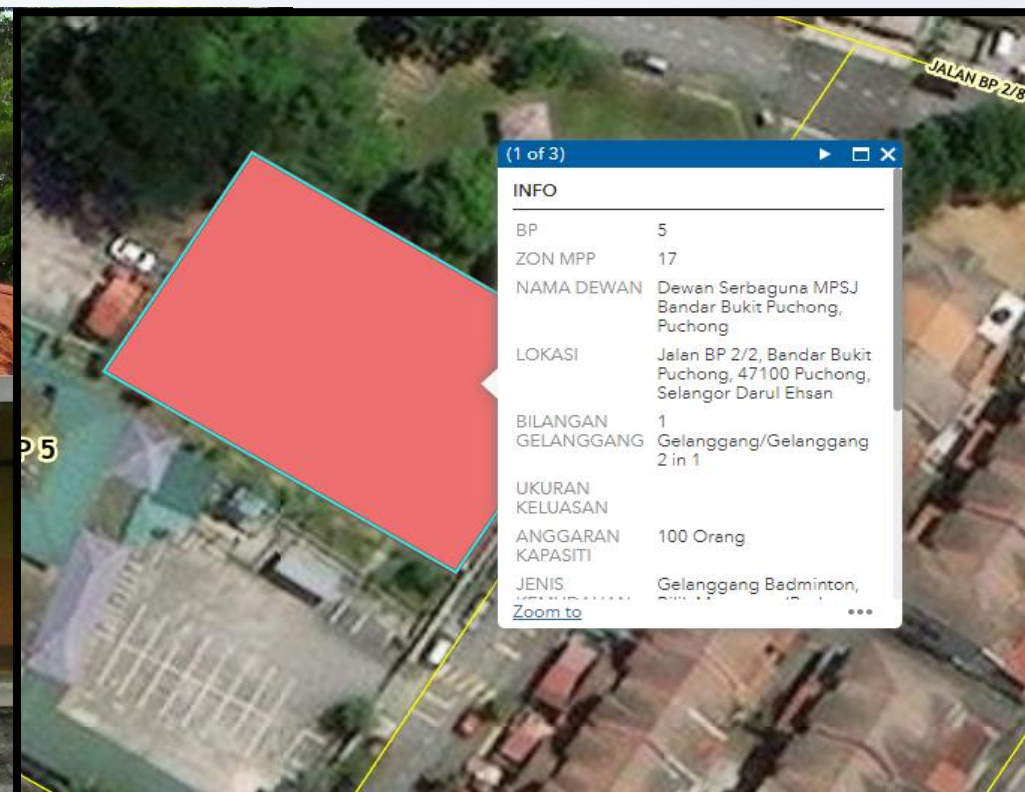 JALAN BP 2/8
(1 of 3)
INFO
BP 5
ZON MPP 17
NAMA DEWAN Dewan Serbaguna MPSJ
Bandar Bukit Puchong,
Puchong
LOKASI Jalan BP 2/2, Bandar Bukit
Puchong, 47100 Puchong,
Selangor Darul Ehsan
BILANGAN 1
GELANGGANG Gelanggang/Gelanggang
2 in 1
UKURAN
KELUASAN
ANGGARAN 100 Orang
KAPASITI
JENIS Gelanggang Badminton,
Zoom to
P 5